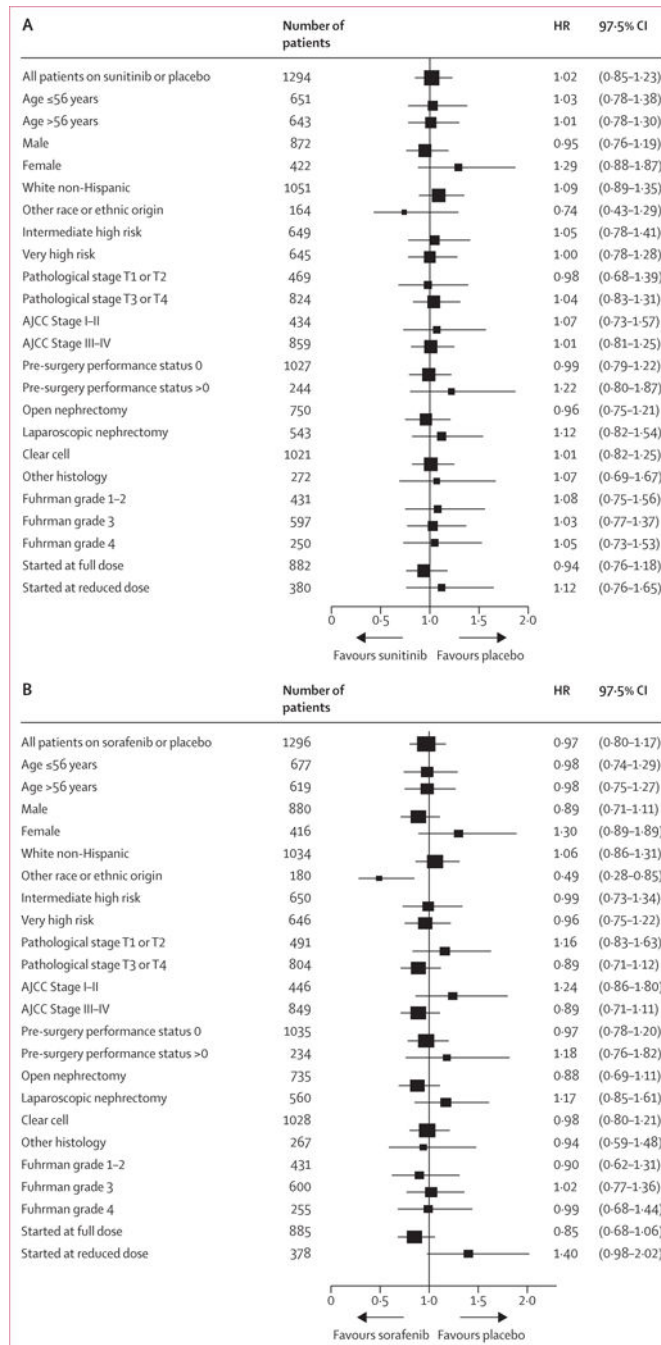 A Number of patients HR 97·5% CI
All patients on sunitinib or placebo 1294 1·02 (0·85–1·23)
Age ≤56 years 651 1·03 (0·78–1·38)
Age >56 years 643 1·01 (0·78–1·30)
Male 872 0·95 (0·76–1·19)
Female 422 1·29 (0·88–1·87)
White non-Hispanic 1051 1·09 (0·89–1·35)
Other race or ethnic origin 164 0·74 (0·43–1·29)
Intermediate high risk 649 1·05 (0·78–1·41)
Very high risk 645 1·00 (0·78–1·28)
Pathological stage T1 or T2 469 0·98 (0·68–1·39)
Pathological stage T3 or T4 824 1·04 (0·83–1·31)
AJCC Stage I–II 434 1·07 (0·73–1·57)
AJCC Stage III–IV 859 1·01 (0·81–1·25)
Pre-surgery performance status 0 1027 0·99 (0·79–1·22)
Pre-surgery performance status >0 244 1·22 (0·80–1·87)
Open nephrectomy 750 0·96 (0·75–1·21)
Laparoscopic nephrectomy 543 1·12 (0·82–1·54)
Clear cell 1021 1·01 (0·82–1·25)
Other histology 272 1·07 (0·69–1·67)
Fuhrman grade 1–2 431 1·08 (0·75–1·56)
Fuhrman grade 3 597 1·03 (0·77–1·37)
Fuhrman grade 4 250 1·05 (0·73–1·53)
Started at full dose 882 0·94 (0·76–1·18)
Started at reduced dose 380 1·12 (0·76–1·65)
0 0·5 1·0 1·5 2·0
Favours sunitinib Favours placebo
B Number of patients HR 97·5% CI
All patients on sorafenib or placebo 1296 0·97 (0·80–1·17)
Age ≤56 years 677 0·98 (0·74–1·29)
Age >56 years 619 0·98 (0·75–1·27)
Male 880 0·89 (0·71–1·11)
Female 416 1·30 (0·89–1·89)
White non-Hispanic 1034 1·06 (0·86–1·31)
Other race or ethnic origin 180 0·49 (0·28–0·85)
Intermediate high risk 650 0·99 (0·73–1·34)
Very high risk 646 0·96 (0·75–1·22)
Pathological stage T1 or T2 491 1·16 (0·83–1·63)
Pathological stage T3 or T4 804 0·89 (0·71–1·12)
AJCC Stage I–II 446 1·24 (0·86–1·80)
AJCC Stage III–IV 849 0·89 (0·71–1·11)
Pre-surgery performance status 0 1035 0·97 (0·78–1·20)
Pre-surgery performance status >0 234 1·18 (0·76–1·82)
Open nephrectomy 735 0·88 (0·69–1·11)
Laparoscopic nephrectomy 560 1·17 (0·85–1·61)
Clear cell 1028 0·98 (0·80–1·21)
Other histology 267 0·94 (0·59–1·48)
Fuhrman grade 1–2 431 0·90 (0·62–1·31)
Fuhrman grade 3 600 1·02 (0·77–1·36)
Fuhrman grade 4 255 0·99 (0·68–1·44)
Started at full dose 885 0·85 (0·68–1·06)
Started at reduced dose 378 1·40 (0·98–2·02)
0 0·5 1·0 1·5 2·0
Favours sorafenib Favours placebo